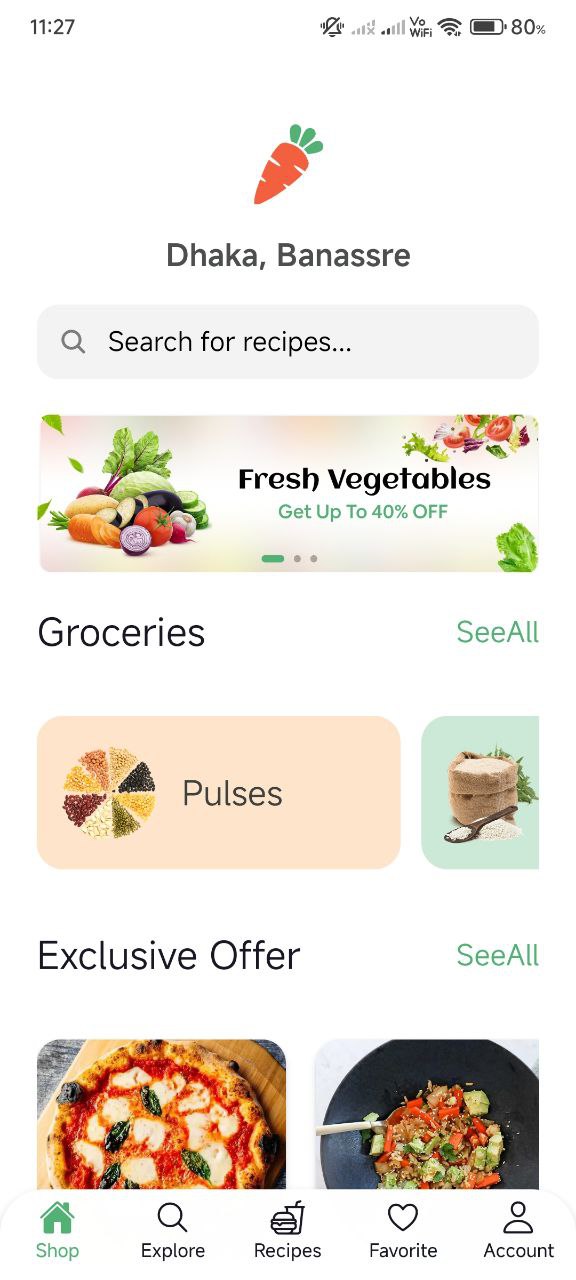 11:27
Vo
WiFi
80%
Dhaka, Banassre
Search for recipes...
Fresh Vegetables
Get Up To 40% OFF
Groceries
SeeAll
Pulses
Exclusive Offer
SeeAll
Shop
Explore
Recipes
Favorite
Account